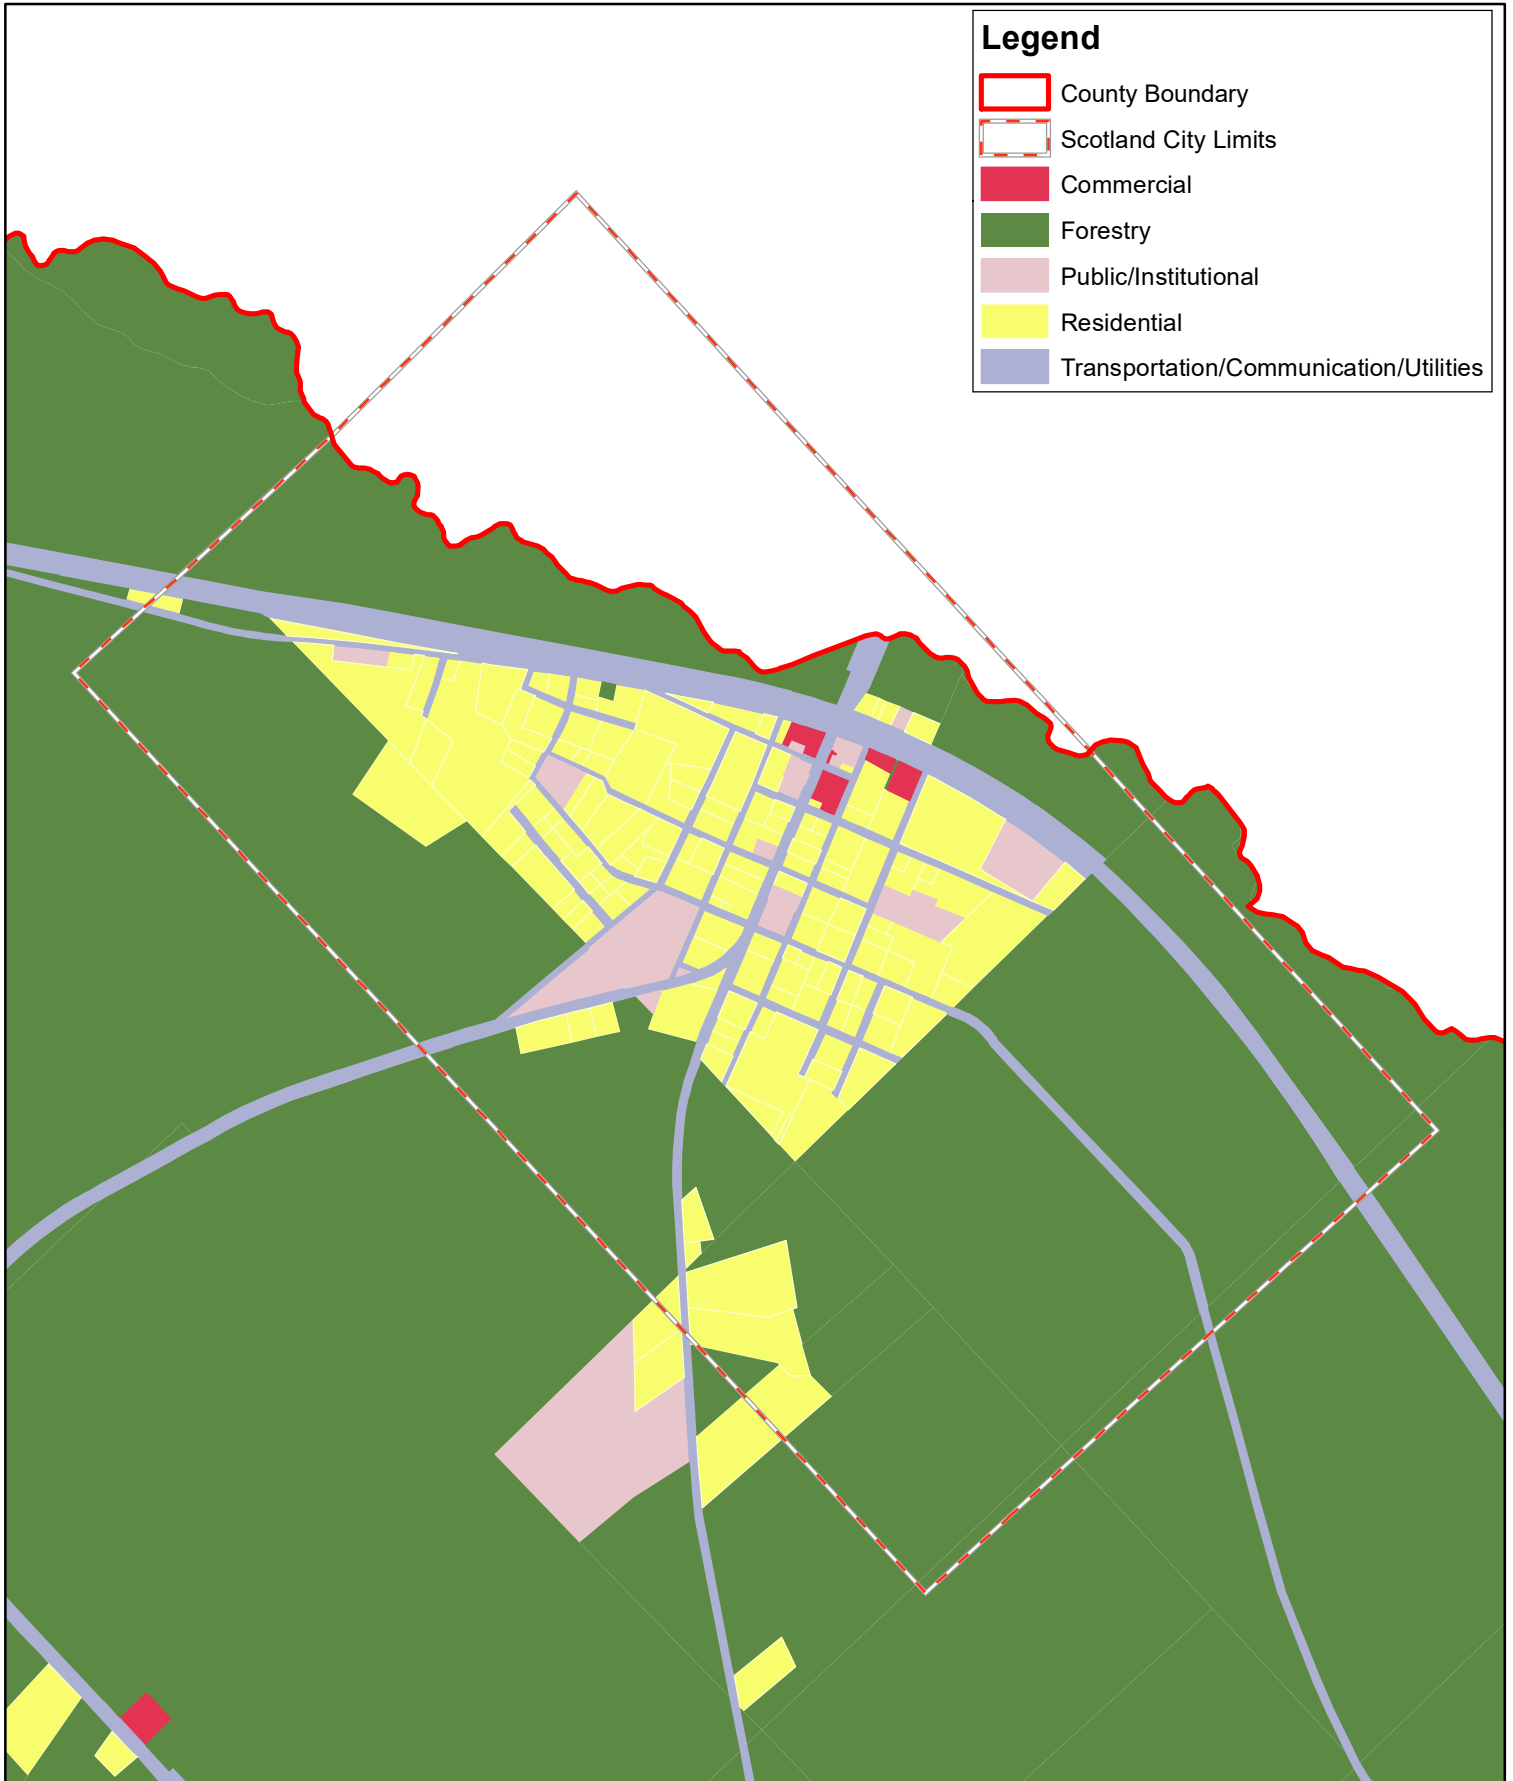 Legend
County Boundary
Scotland City Limits
Commercial
Forestry
Public/Institutional
Residential
Transportation/Communication/Utilities